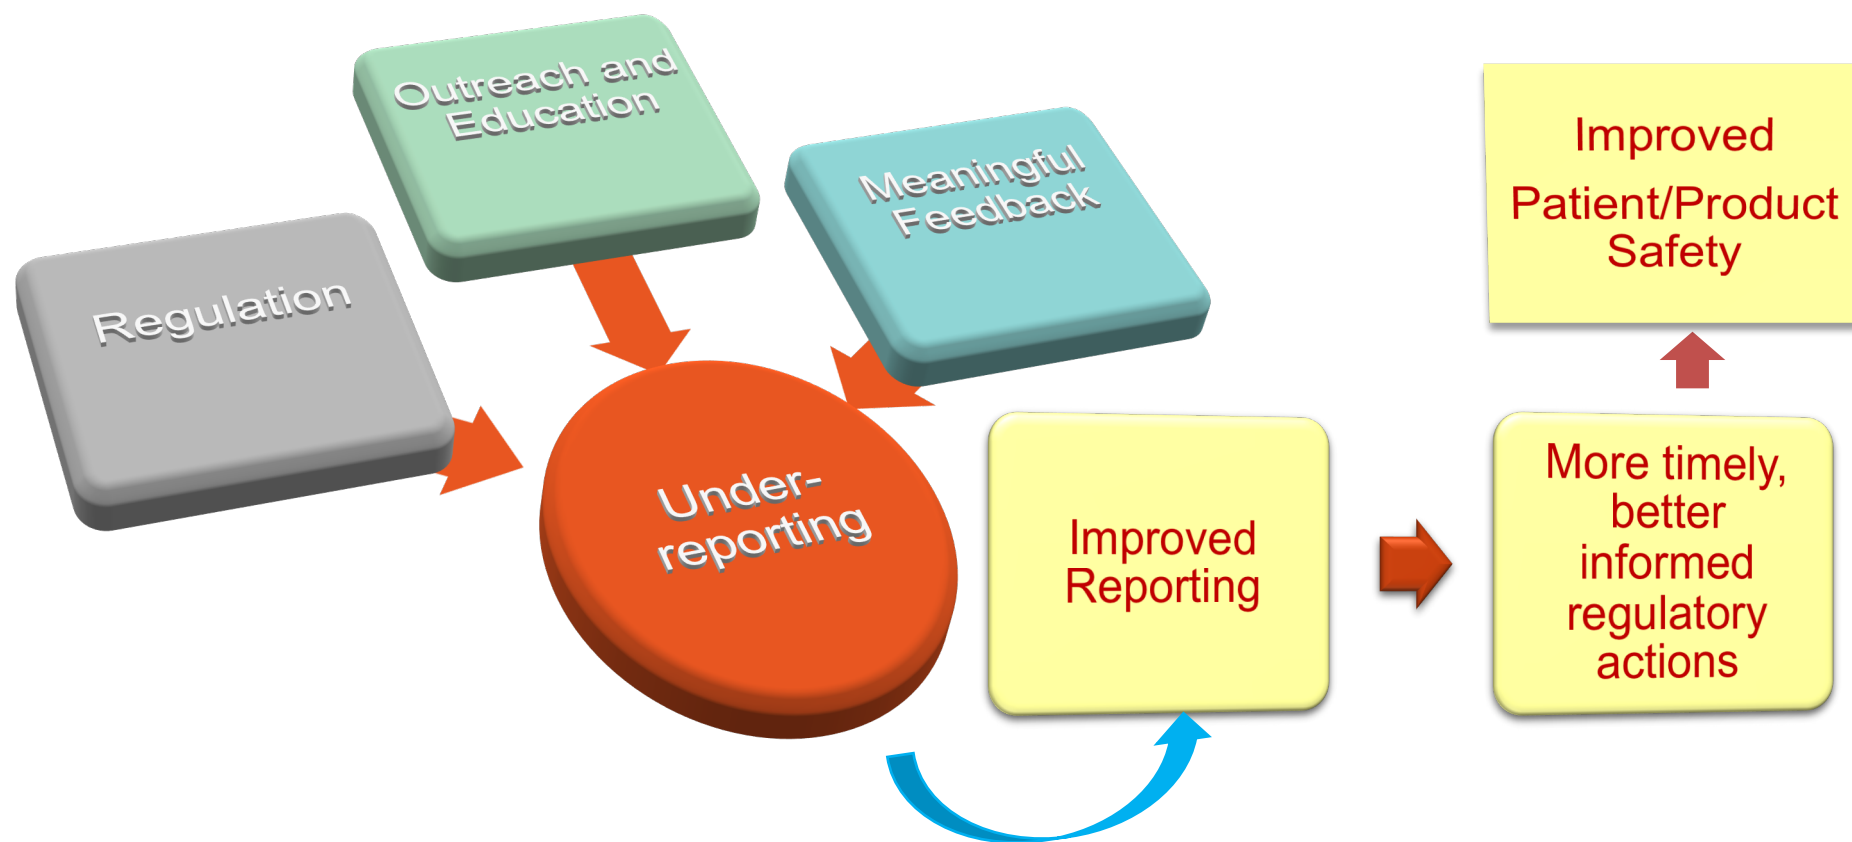 Outreach and
Education
Meaningful
Feedback
Regulation
Under-
reporting
Improved
Reporting
More timely,
better
informed
regulatory
actions
Improved
Patient/Product
Safety